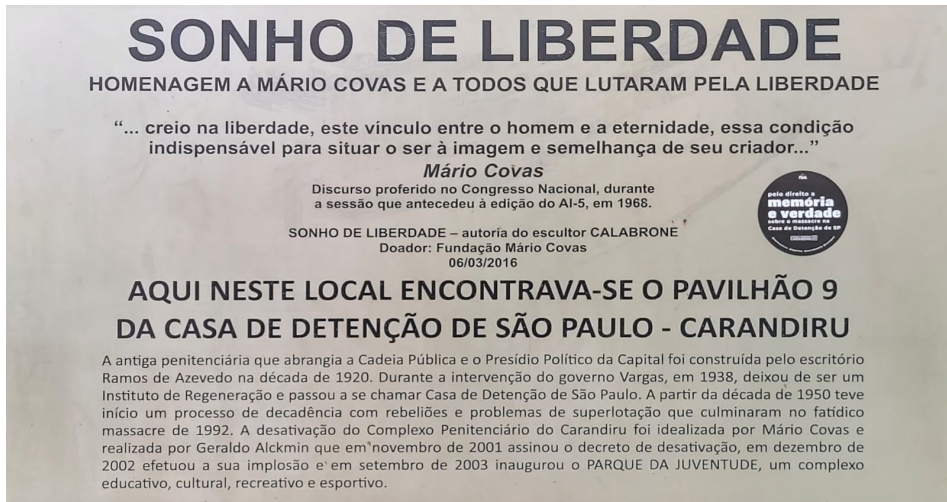 SONHO DE LIBERDADE
HOMENAGEM A MÁRIO COVAS E A TODOS QUE LUTARAM PELA LIBERDADE
“... creio na liberdade, este vínculo entre o homem e a eternidade, essa condição
indispensável para situar o ser à imagem e semelhança de seu criador...”
Mário Covas
Discurso proferido no Congresso Nacional, durante
a sessão que antecedeu à edição do AI-5, em 1968.
pelo direito a
memória
e verdade
sobre o massacre na
Casa de Detenção de SP
SONHO DE LIBERDADE – autoria do escultor CALABRONE
Doador: Fundação Mário Covas
06/03/2016
AQUI NESTE LOCAL ENCONTRAVA-SE O PAVILHÃO 9
DA CASA DE DETENÇÃO DE SÃO PAULO - CARANDIRU
A antiga penitenciária que abrangia a Cadeia Pública e o Presídio Político da Capital foi construída pelo escritório
Ramos de Azevedo na década de 1920. Durante a intervenção do governo Vargas, em 1938, deixou de ser um
Instituto de Regeneração e passou a se chamar Casa de Detenção de São Paulo. A partir da década de 1950 teve
início um processo de decadência com rebeliões e problemas de superlotação que culminaram no fatídico
massacre de 1992. A desativação do Complexo Penitenciário do Carandiru foi idealizada por Mário Covas e
realizada por Geraldo Alckmin que em novembro de 2001 assinou o decreto de desativação, em dezembro de
2002 efetuou a sua implosão e em setembro de 2003 inaugurou o PARQUE DA JUVENTUDE, um complexo
educativo, cultural, recreativo e esportivo.